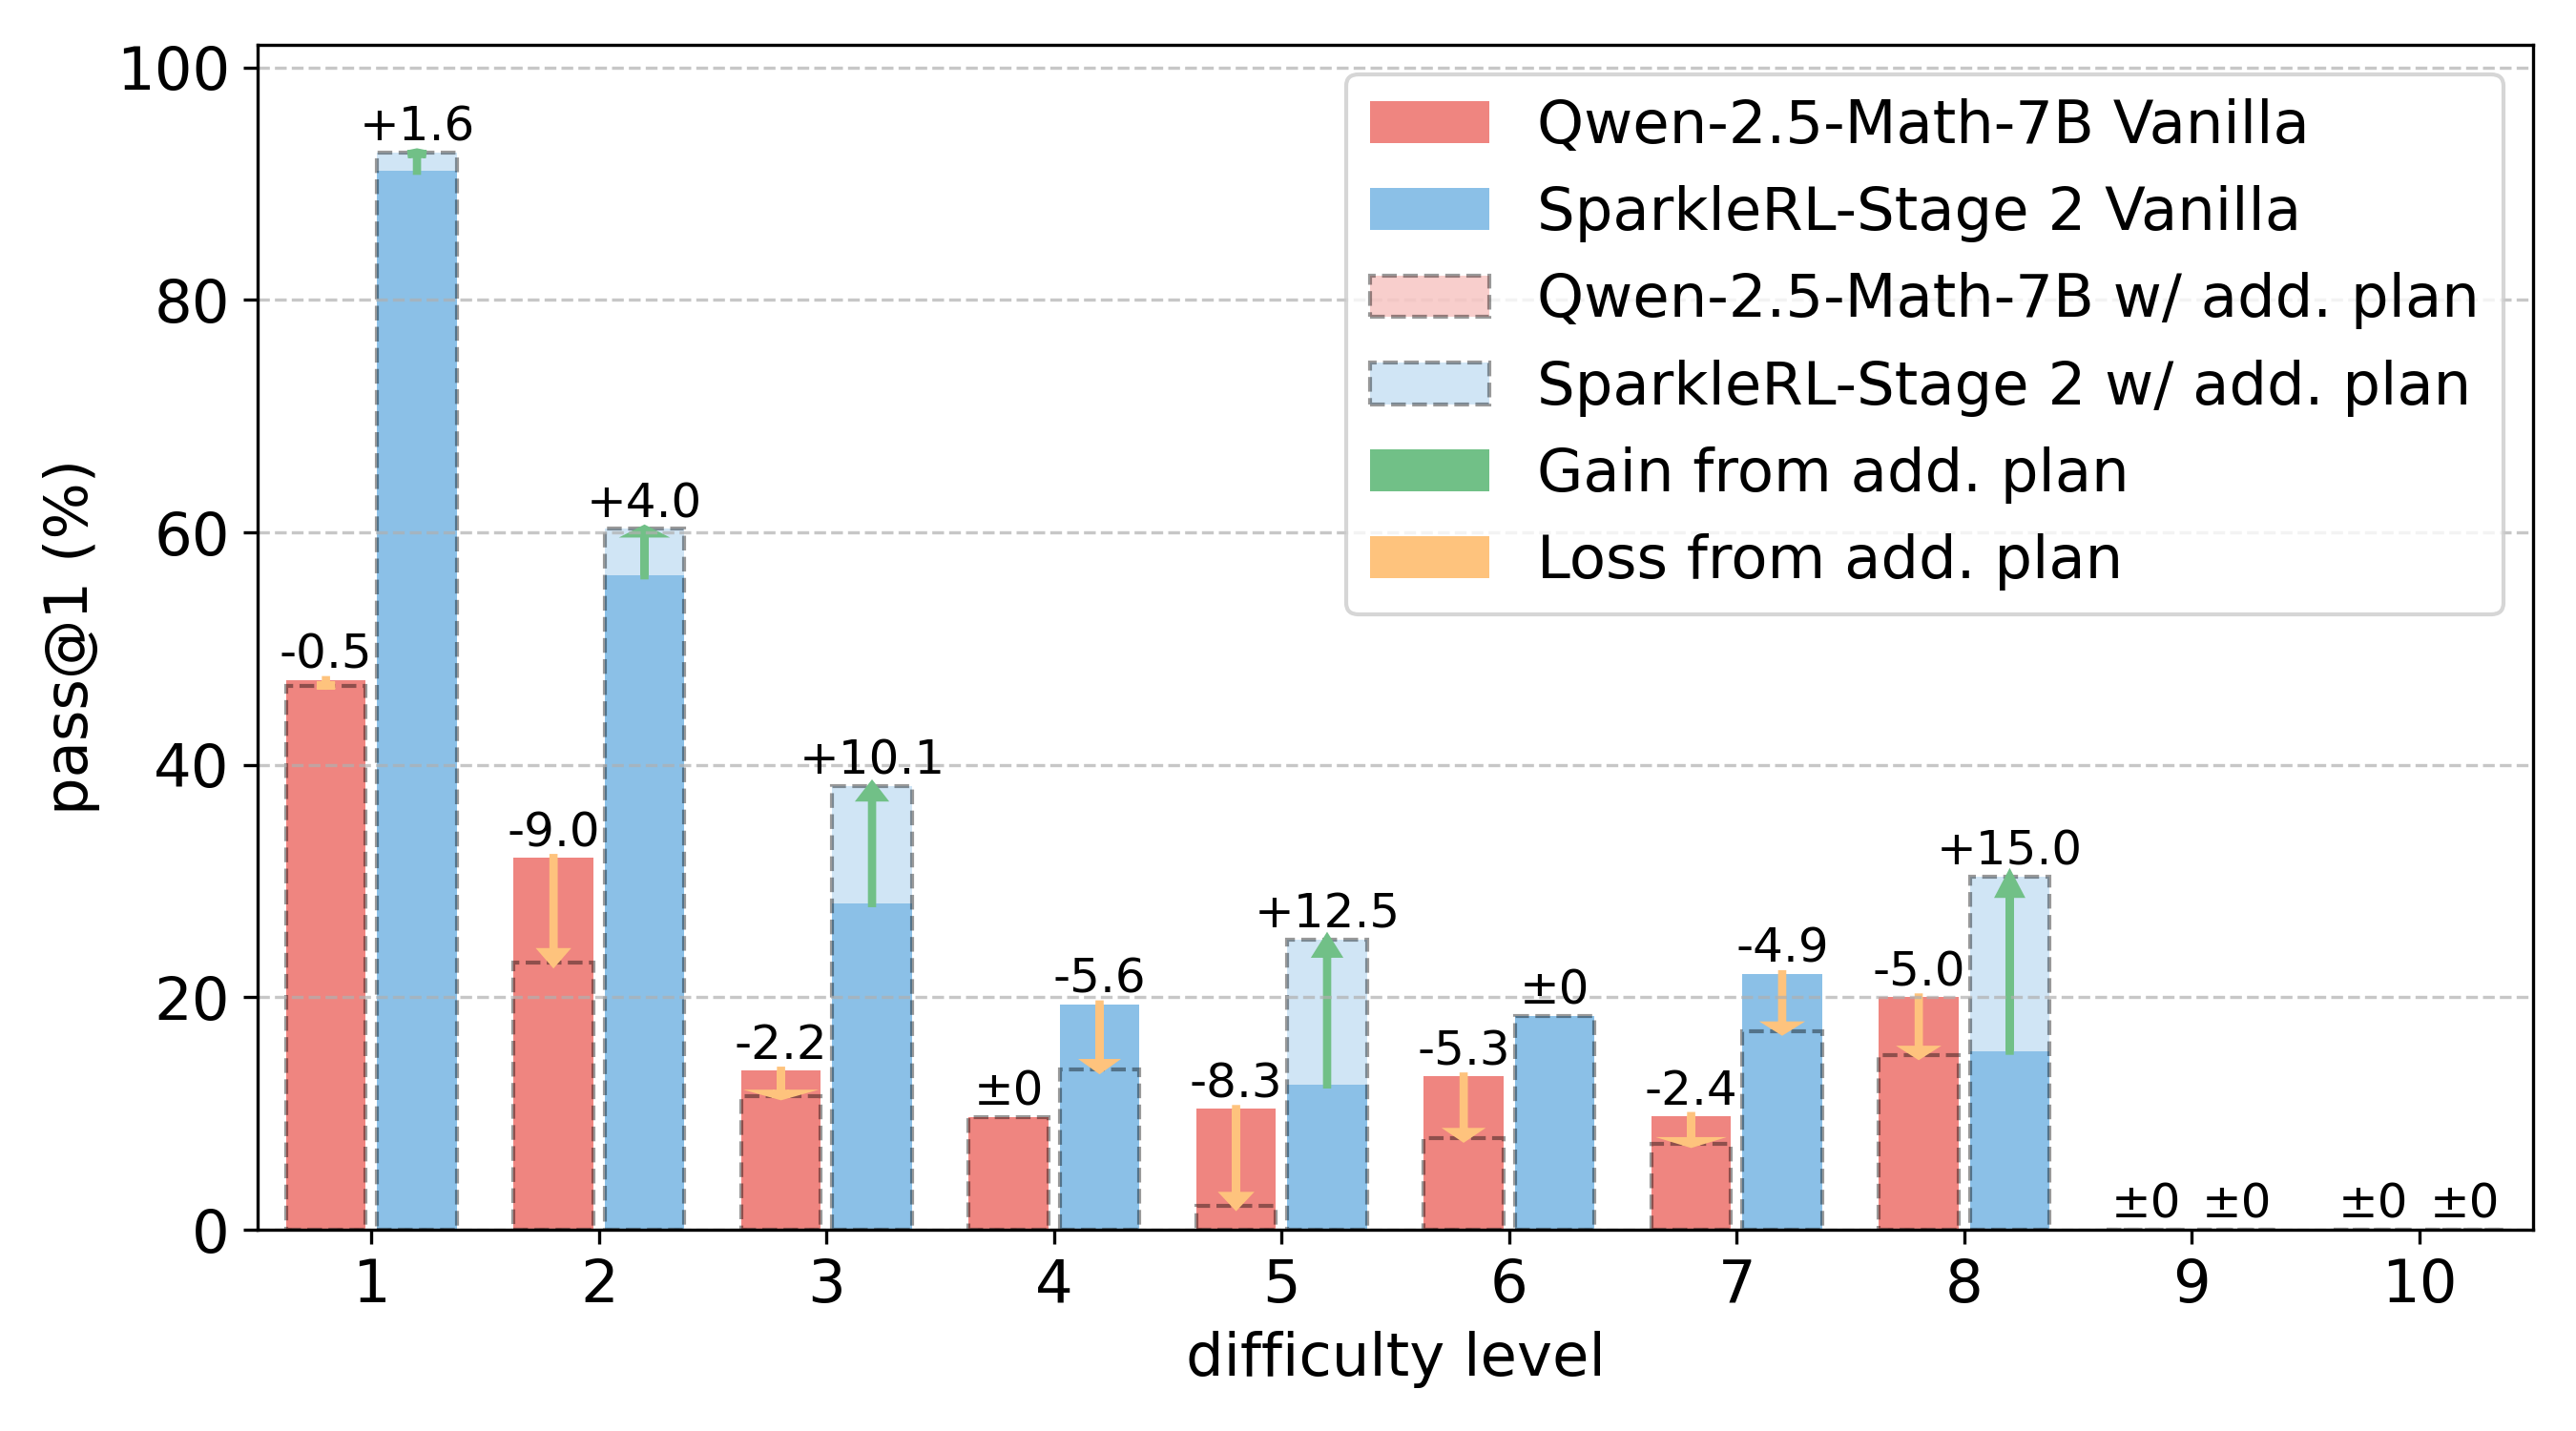 100
80
60
40
20
0
pass@1 (%)
Qwen-2.5-Math-7B Vanilla
SparkleRL-Stage 2 Vanilla
Qwen-2.5-Math-7B w/ add. plan
SparkleRL-Stage 2 w/ add. plan
Gain from add. plan
Loss from add. plan
-0.5
+1.6
-9.0
+4.0
-2.2
+10.1
±0
-5.6
-8.3
+12.5
-5.3
±0
-2.4
-4.9
-5.0
+15.0
±0
±0
±0
±0
1 2 3 4 5 6 7 8 9 10
difficulty level